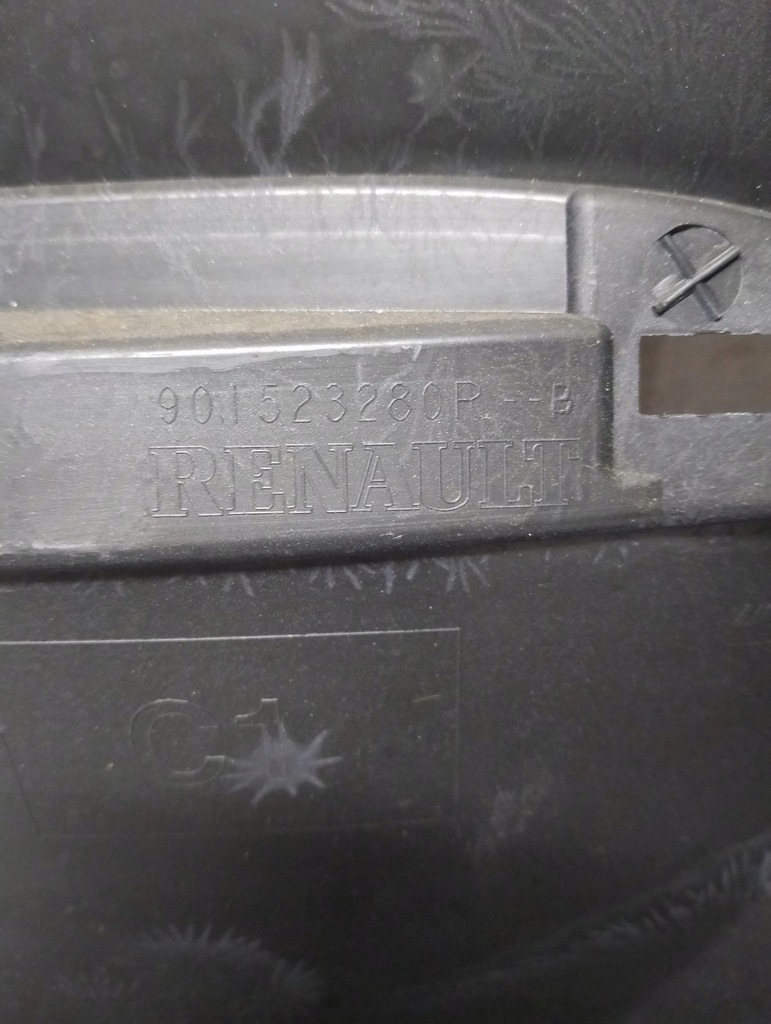 901523280R--B
RENAULT
C1